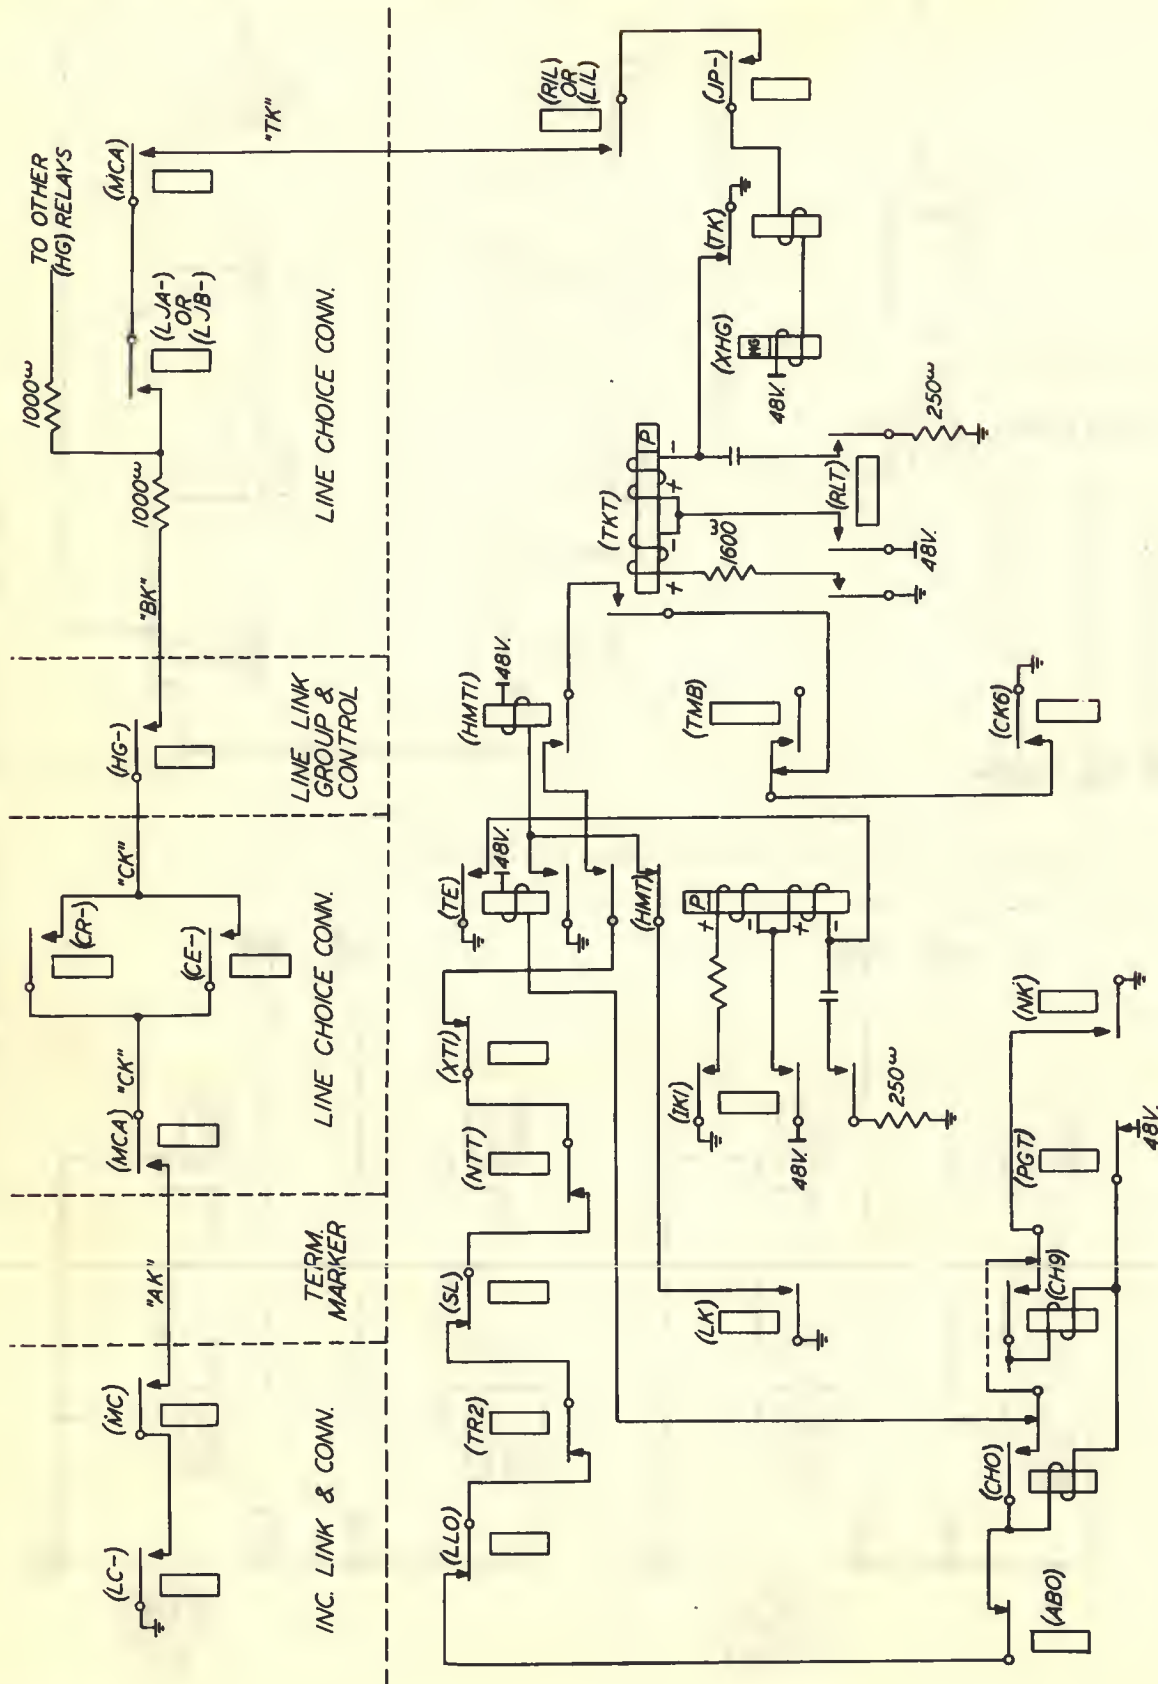 TO OTHER
(HG) RELAYS
1000ω
1000ω
(LJA-)
OR
(LJB-)
(MCA)
"TK"
"BK"
LINE CHOICE CONN.
(HG-)
LINE LINK
GROUP &
CONTROL
"CK"
(CR-)
(CE-)
"CK"
(MCA)
LINE CHOICE CONN.
"AK"
TERM.
MARKER
(MC)
(LC-)
INC. LINK & CONN.
(RIL)
OR
(LIL)
(JP-)
(TK)
(XHG)
HG
48V.
(TKT)
P
+
-
+
-
1600ω
(RLT)
250ω
48V.
(HMT1)
48V.
(TMB)
(CK6)
(TE)
48V.
(HMT)
P
+
-
+
-
(XT1)
(NTT)
(SL)
(TR2)
(LLO)
(IK1)
48V.
250ω
(LK)
(NK)
(PGT)
48V.
(CH9)
(CHO)
(ABO)